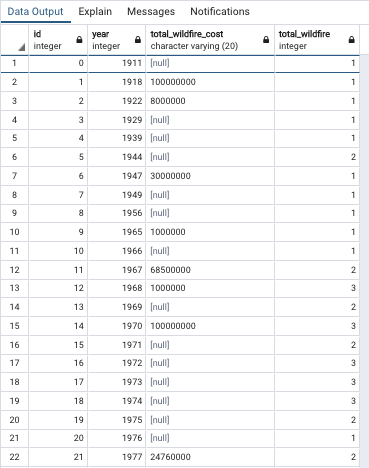 Data Output Explain Messages Notifications
id integer year integer total_wildfire_cost character varying (20) total_wildfire integer
1 0 1911 [null] 1
2 1 1918 100000000 1
3 2 1922 8000000 1
4 3 1929 [null] 1
5 4 1939 [null] 1
6 5 1944 [null] 2
7 6 1947 30000000 1
8 7 1949 [null] 1
9 8 1956 [null] 1
10 9 1965 1000000 1
11 10 1966 [null] 1
12 11 1967 68500000 2
13 12 1968 1000000 3
14 13 1969 [null] 2
15 14 1970 100000000 3
16 15 1971 [null] 2
17 16 1972 [null] 3
18 17 1973 [null] 3
19 18 1974 [null] 3
20 19 1975 [null] 2
21 20 1976 [null] 1
22 21 1977 24760000 2